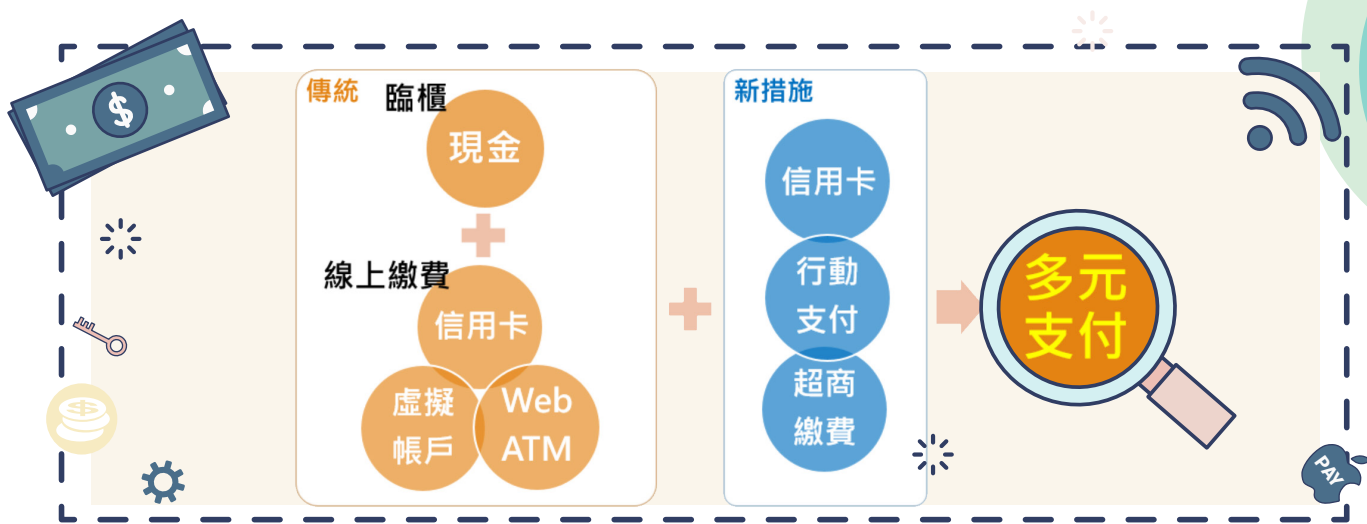 傳統
臨櫃
現金
線上繳費
信用卡
虛擬
帳戶
Web
ATM
新措施
信用卡
行動
支付
超商
繳費
多元
支付
$
$
PAY